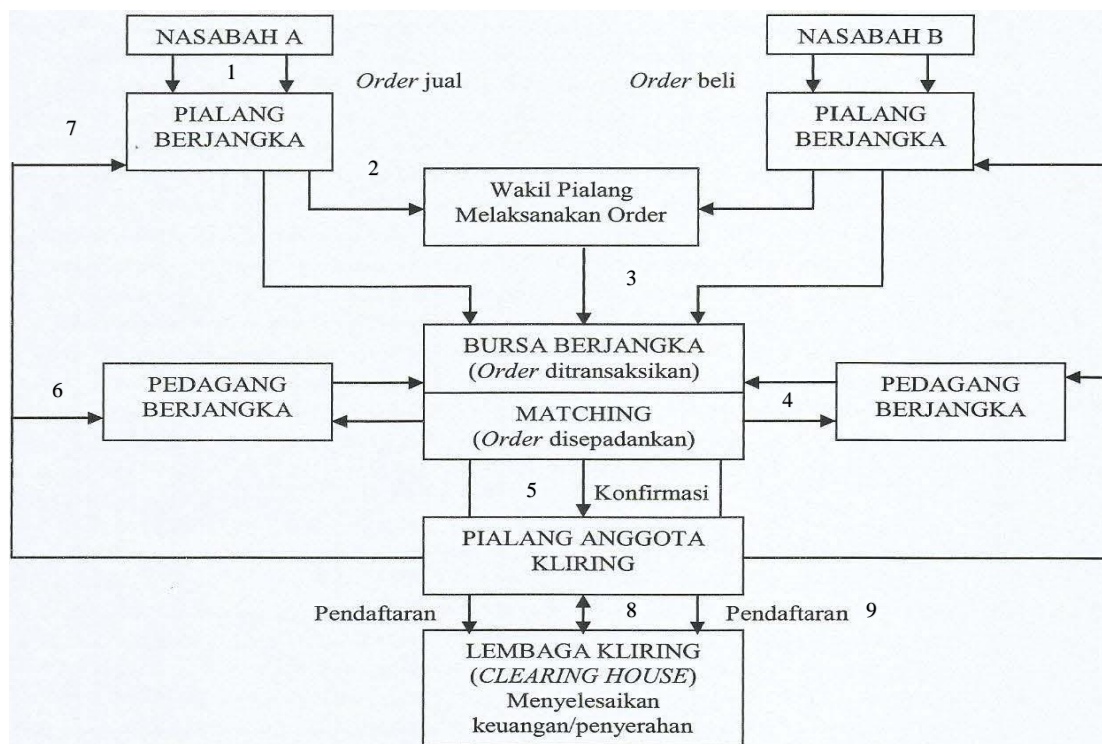 NASABAH A
NASABAH B
1
Order jual
Order beli
PIALANG
BERJANGKA
PIALANG
BERJANGKA
7
2
Wakil Pialang
Melaksanakan Order
3
BURSA BERJANGKA
(Order ditransaksikan)
6
PEDAGANG
BERJANGKA
4
PEDAGANG
BERJANGKA
MATCHING
(Order disepadankan)
5
Konfirmasi
PIALANG ANGGOTA
KLIRING
Pendaftaran
8
Pendaftaran
9
LEMBAGA KLIRING
(CLEARING HOUSE)
Menyelesaikan
keuangan/penyerahan